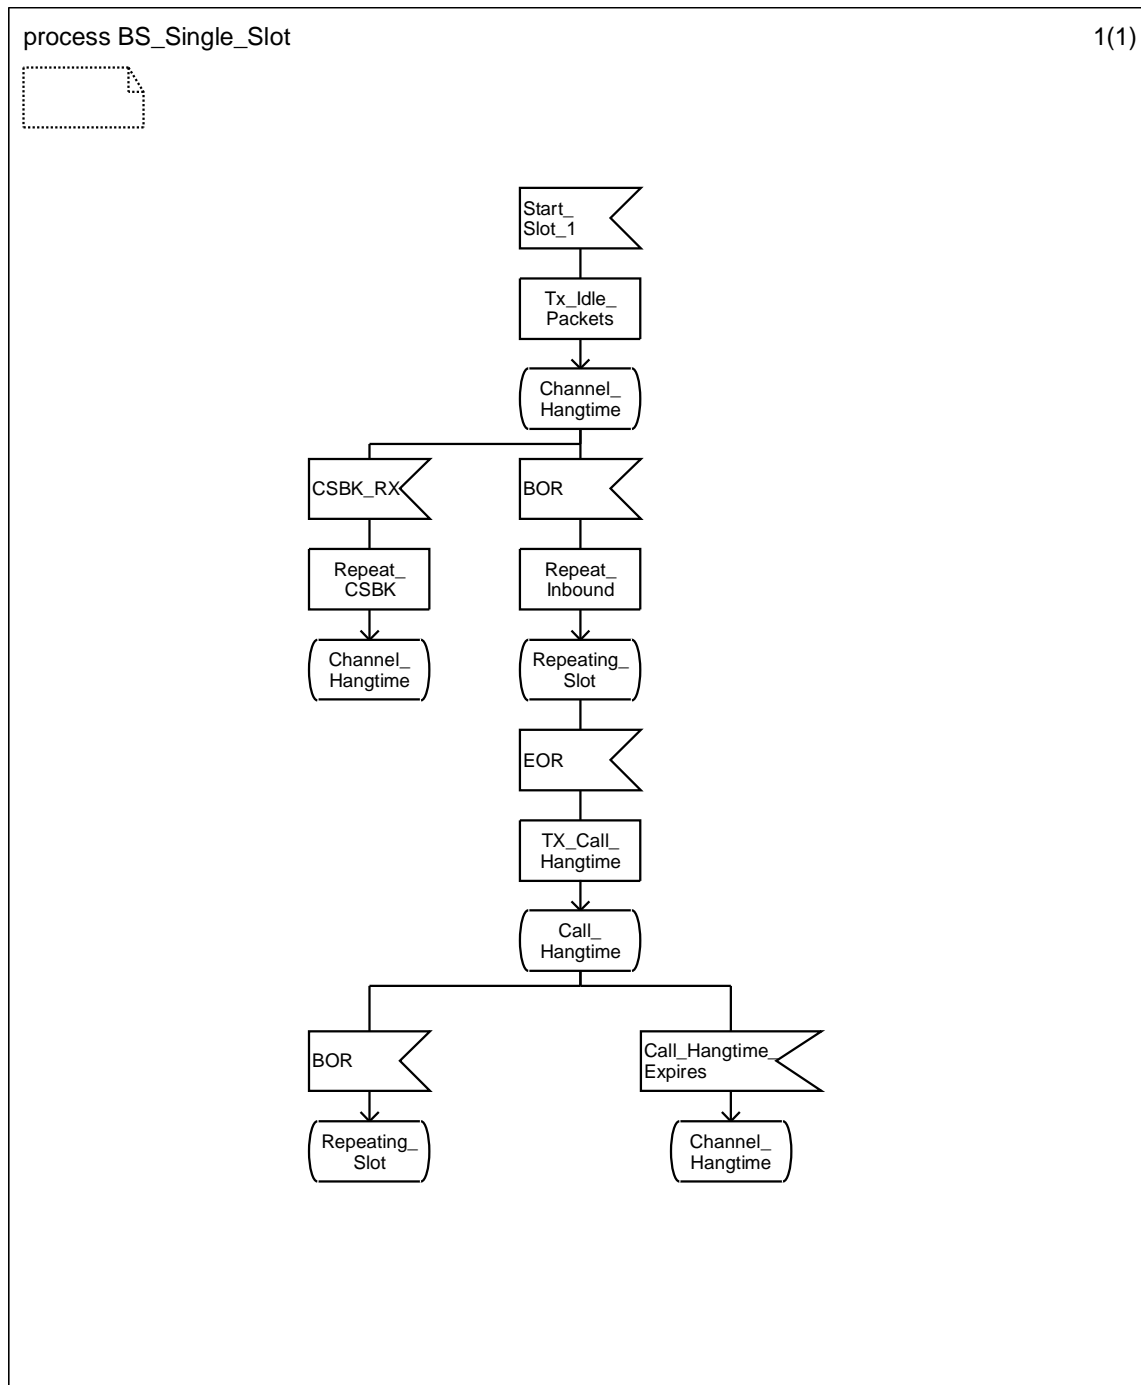 process BS_Single_Slot
1(1)
Start_
Slot_1
Tx_Idle_
Packets
Channel_
Hangtime
CSBK_RX
BOR
Repeat_
CSBK
Repeat_
Inbound
Channel_
Hangtime
Repeating_
Slot
EOR
TX_Call_
Hangtime
Call_
Hangtime
BOR
Call_Hangtime_
Expires
Repeating_
Slot
Channel_
Hangtime